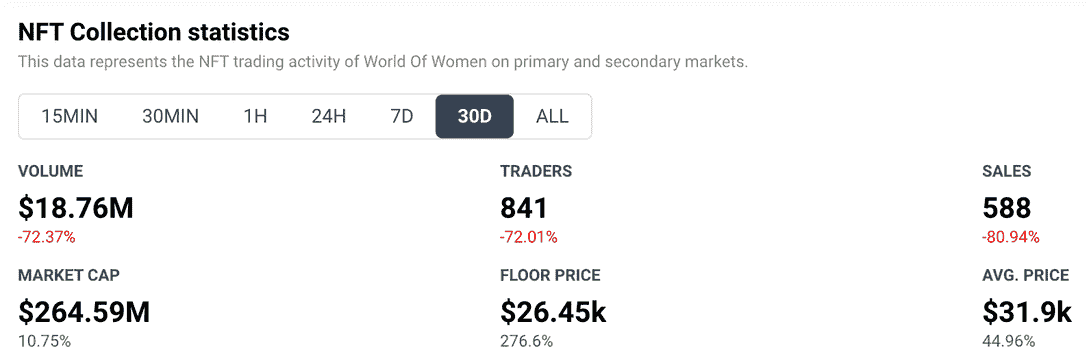 NFT Collection statistics
This data represents the NFT trading activity of World Of Women on primary and secondary markets.
15MIN 30MIN 1H 24H 7D 30D ALL
VOLUME TRADERS SALES
$18.76M 841 588
-72.37% -72.01% -80.94%
MARKET CAP FLOOR PRICE AVG. PRICE
$264.59M $26.45k $31.9k
10.75% 276.6% 44.96%